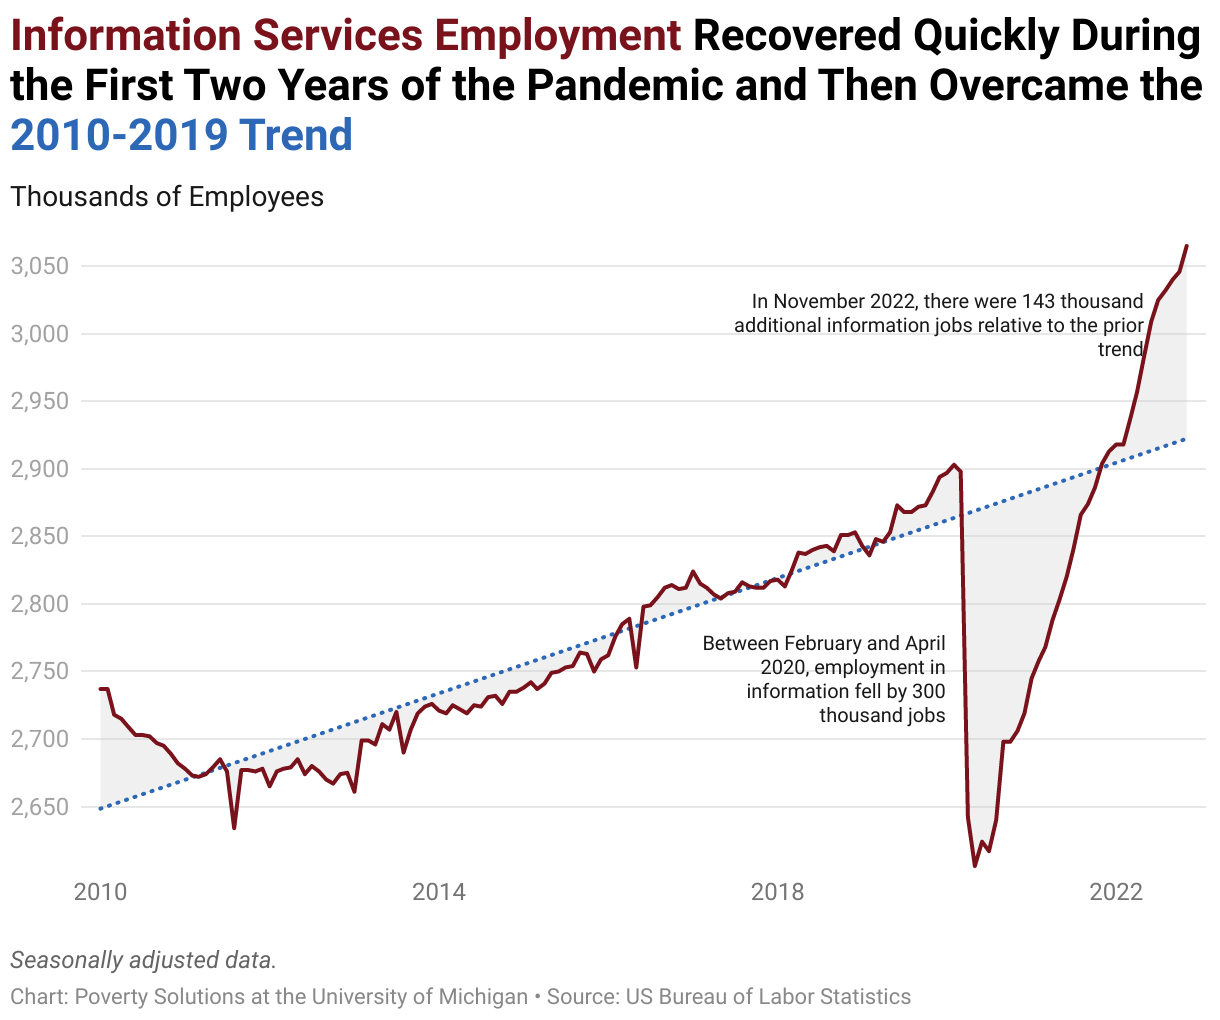 Information Services Employment Recovered Quickly During
the First Two Years of the Pandemic and Then Overcame the
2010-2019 Trend
Thousands of Employees
3,050
In November 2022, there were 143 thousand
additional information jobs relative to the prior
trend
3,000
2,950
2,900
2,850
2,800
Between February and April
2020, employment in
information fell by 300
thousand jobs
2,750
2,700
2,650
2010
2014
2018
2022
Seasonally adjusted data.
Chart: Poverty Solutions at the University of Michigan • Source: US Bureau of Labor Statistics